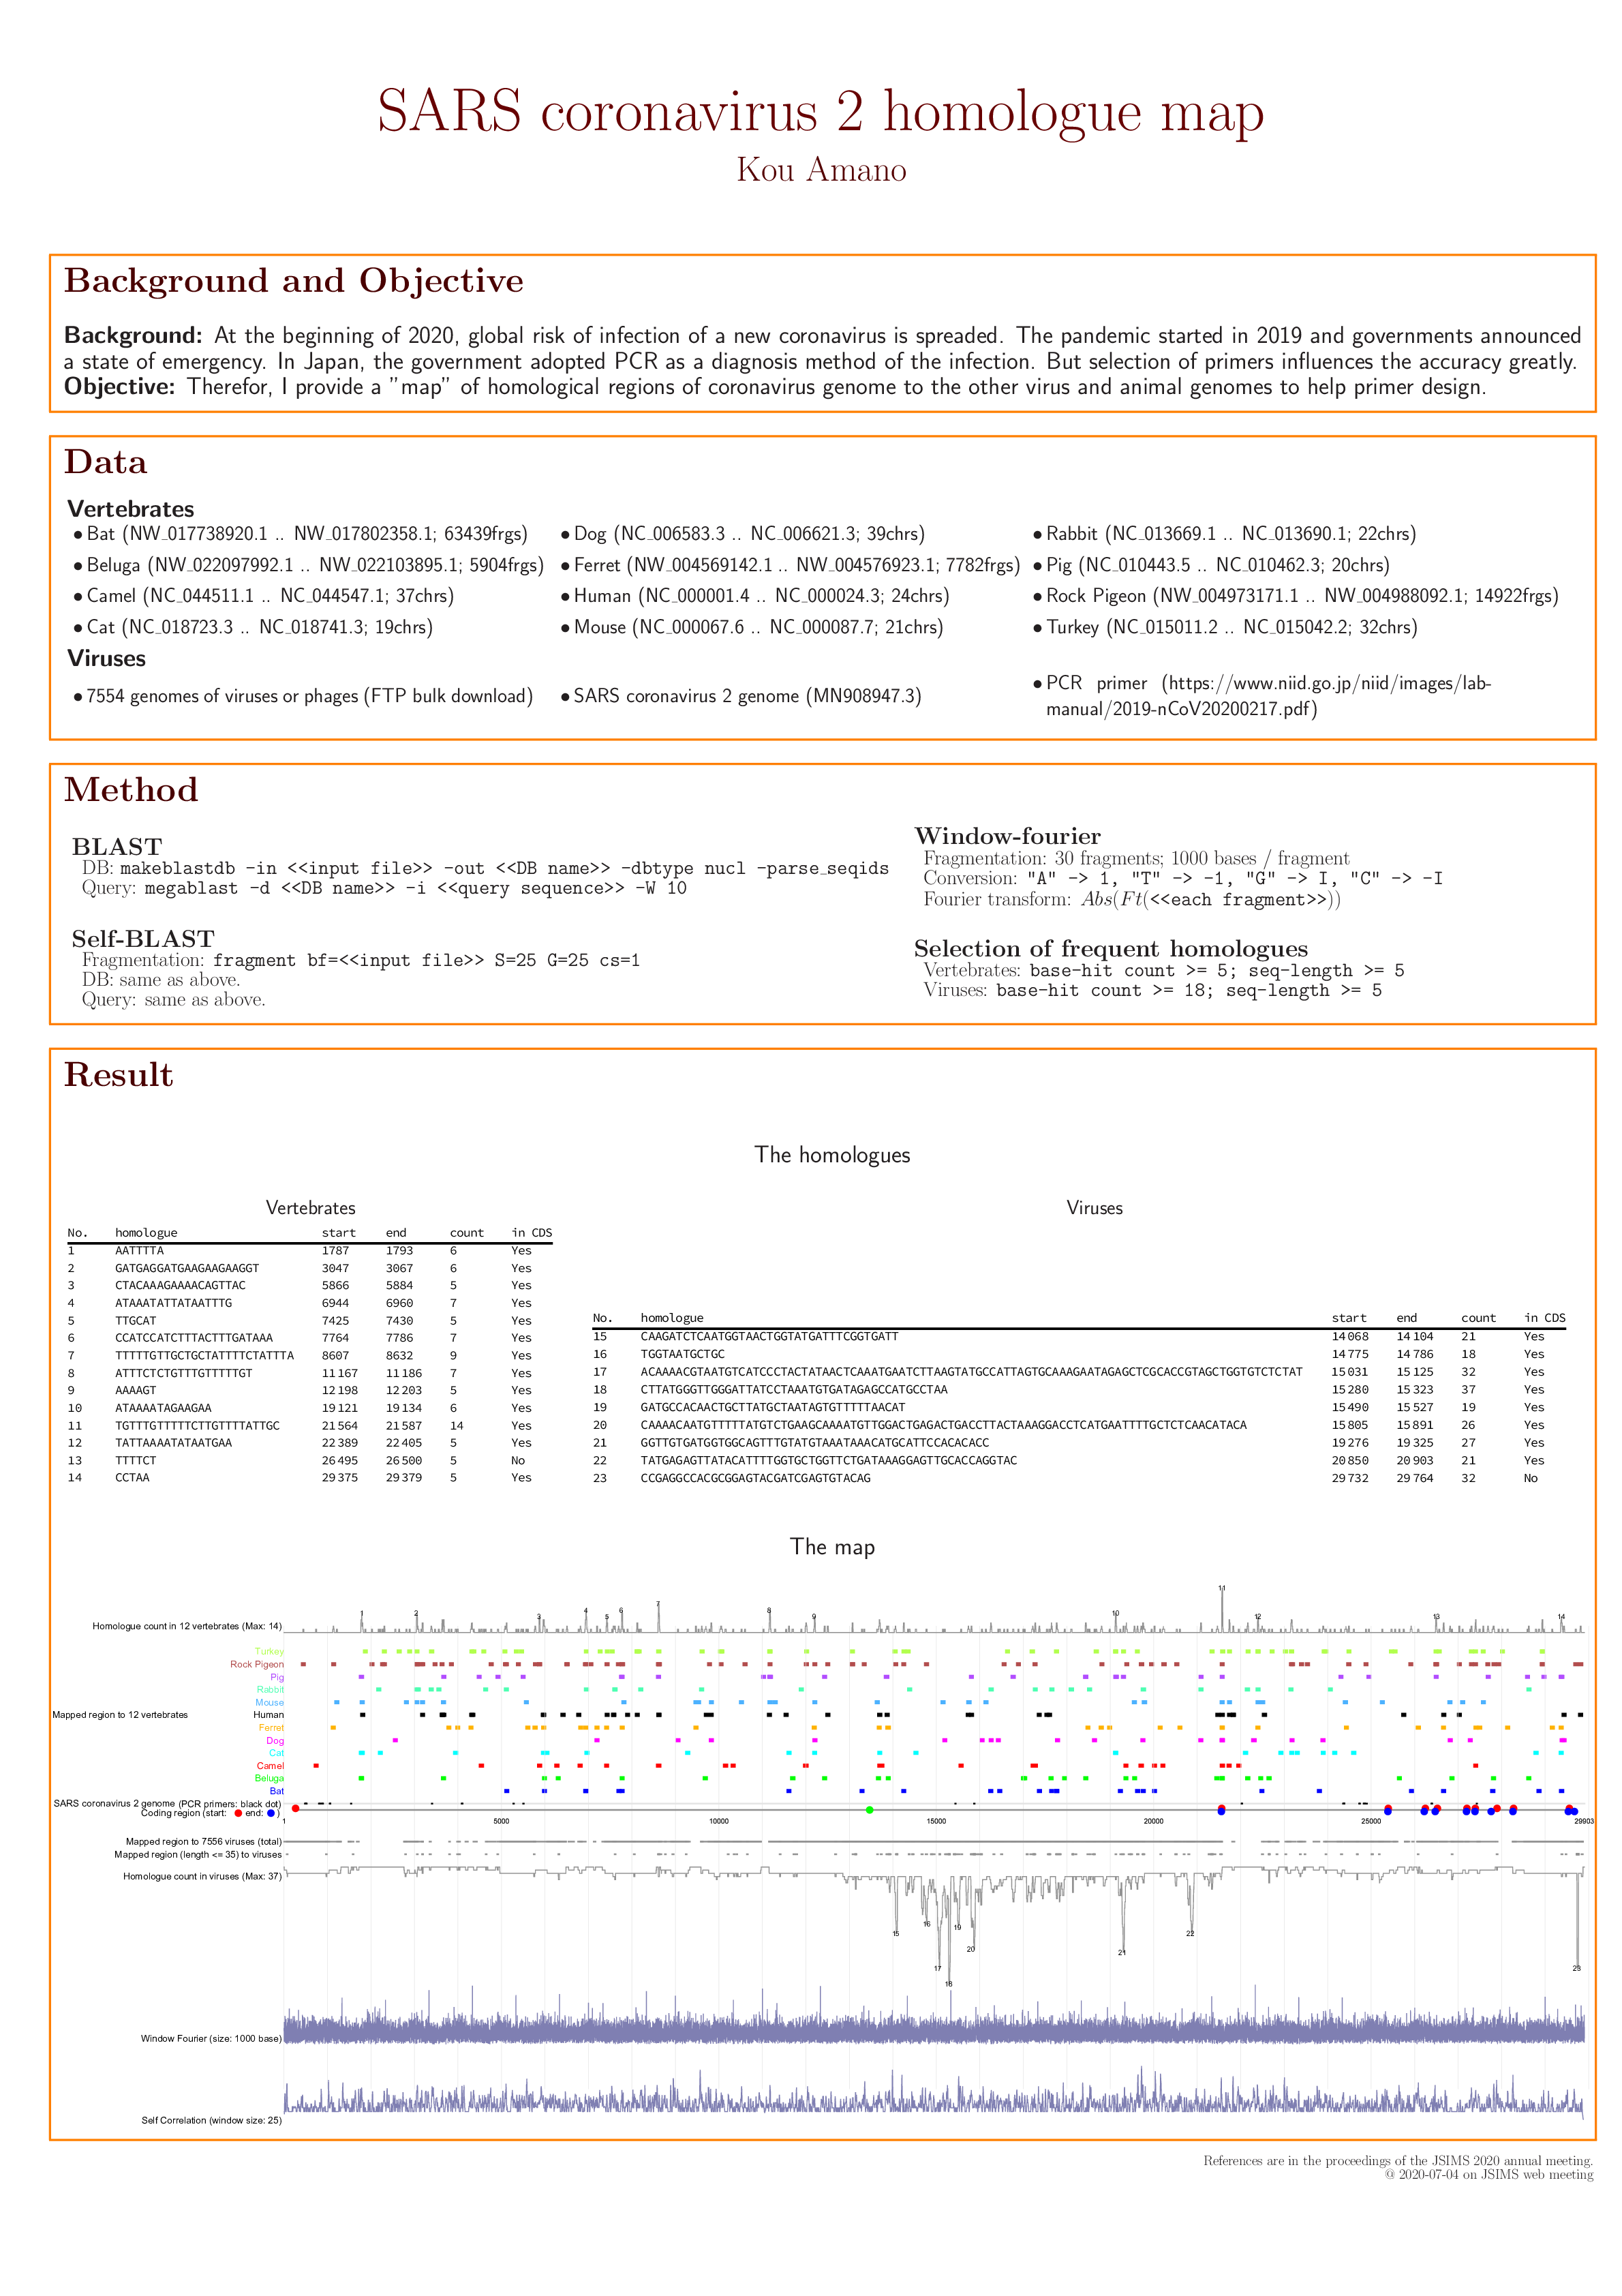 SARS coronavirus 2 homologue map
Kou Amano
Background and Objective
Background: At the beginning of 2020, global risk of infection of a new coronavirus is spreaded. The pandemic started in 2019 and governments announced
a state of emergency. In Japan, the government adopted PCR as a diagnosis method of the infection. But selection of primers influences the accuracy greatly.
Objective: Therefor, I provide a ”map” of homological regions of coronavirus genome to the other virus and animal genomes to help primer design.
Data
Vertebrates
• Bat (NW_017738920.1 .. NW_017802358.1; 63439frgs)
• Beluga (NW_022097992.1 .. NW_022103895.1; 5904frgs)
• Camel (NC_044511.1 .. NC_044547.1; 37chrs)
• Cat (NC_018723.3 .. NC_018741.3; 19chrs)
• Dog (NC_006583.3 .. NC_006621.3; 39chrs)
• Ferret (NW_004569142.1 .. NW_004576923.1; 7782frgs)
• Human (NC_000001.4 .. NC_000024.3; 24chrs)
• Mouse (NC_000067.6 .. NC_000087.7; 21chrs)
• Rabbit (NC_013669.1 .. NC_013690.1; 22chrs)
• Pig (NC_010443.5 .. NC_010462.3; 20chrs)
• Rock Pigeon (NW_004973171.1 .. NW_004988092.1; 14922frgs)
• Turkey (NC_015011.2 .. NC_015042.2; 32chrs)
Viruses
• 7554 genomes of viruses or phages (FTP bulk download)
• SARS coronavirus 2 genome (MN908947.3)
• PCR primer (https://www.niid.go.jp/niid/images/lab-
manual/2019-nCoV20200217.pdf)
Method
BLAST
DB: makeblastdb -in <<input file>> -out <<DB name>> -dbtype nucl -parse_seqids
Query: megablast -d <<DB name>> -i <<query sequence>> -W 10
Self-BLAST
Fragmentation: fragment bf=<<input file>> S=25 G=25 cs=1
DB: same as above.
Query: same as above.
Window-fourier
Fragmentation: 30 fragments; 1000 bases / fragment
Conversion: "A" -> 1, "T" -> -1, "G" -> I, "C" -> -I
Fourier transform: Abs(Ft(<<each fragment>>))
Selection of frequent homologues
Vertebrates: base-hit count >= 5; seq-length >= 5
Viruses: base-hit count >= 18; seq-length >= 5
Result
The homologues
Vertebrates
No. homologue start end count in CDS
1 AATTTTA 1787 1793 6 Yes
2 GATGAGGATGAAGAAGAAGGT 3047 3067 6 Yes
3 CTACAAAGAAAACAGTTAC 5866 5884 5 Yes
4 ATAAATATTATAATTTG 6944 6960 7 Yes
5 TTGCAT 7425 7430 5 Yes
6 CCATCCATCTTTACTTTGATAAA 7764 7786 7 Yes
7 TTTTTGTTGCTGCTATTTTCTATTTA 8607 8632 9 Yes
8 ATTTCTCTGTTTGTTTTTGT 11167 11186 7 Yes
9 AAAAGT 12198 12203 5 Yes
10 ATAAAATAGAAGAA 19121 19134 6 Yes
11 TGTTTGTTTTTCTTGTTTTATTGC 21564 21587 14 Yes
12 TATTAAAATATAATGAA 22389 22405 5 Yes
13 TTTTCT 26495 26500 5 No
14 CCTAA 29375 29379 5 Yes
Viruses
No. homologue start end count in CDS
15 CAAGATCTCAATGGTAACTGGTATGATTTCGGTGATT 14068 14104 21 Yes
16 TGGTAATGCTGC 14775 14786 18 Yes
17 ACAAAACGTAATGTCATCCCTACTATAACTCAAATGAATCTTAAGTATGCCATTAGTGCAAAGAATAGAGCTCGCACCGTAGCTGGTGTCTCTAT 15031 15125 32 Yes
18 CTTATGGGTTGGGATTATCCTAAATGTGATAGAGCCATGCCTAA 15280 15323 37 Yes
19 GATGCCACAACTGCTTATGCTAATAGTGTTTTTAACAT 15490 15527 19 Yes
20 CAAAACAATGTTTTTATGTCTGAAGCAAAATGTTGGACTGAGACTGACCTTACTAAAGGACCTCATGAATTTTGCTCTCAACATACA 15805 15891 26 Yes
21 GGTTGTGATGGTGGCAGTTTGTATGTAAATAAACATGCATTCCACACACC 19276 19325 27 Yes
22 TATGAGAGTTATACATTTTGGTGCTGGTTCTGATAAAGGAGTTGCACCAGGTAC 20850 20903 21 Yes
23 CCGAGGCCACGCGGAGTACGATCGAGTGTACAG 29732 29764 32 No
The map
1 2 3 4 5 6 7 8 9 10 11 12 13 14
Homologue count in 12 vertebrates (Max: 14)
Turkey
Rock Pigeon
Pig
Rabbit
Mouse
Mapped region to 12 vertebrates Human
Ferret
Dog
Cat
Camel
Beluga
Bat
SARS coronavirus 2 genome (PCR primers: black dot)
Coding region (start: ● end: ●)
1 5000 10000 15000 20000 25000 29903
Mapped region to 7556 viruses (total)
Mapped region (length <= 35) to viruses
Homologue count in viruses (Max: 37)
15 16 17 18 19 20 21 22 23
Window Fourier (size: 1000 base)
Self Correlation (window size: 25)
References are in the proceedings of the JSIMS 2020 annual meeting.
@ 2020-07-04 on JSIMS web meeting